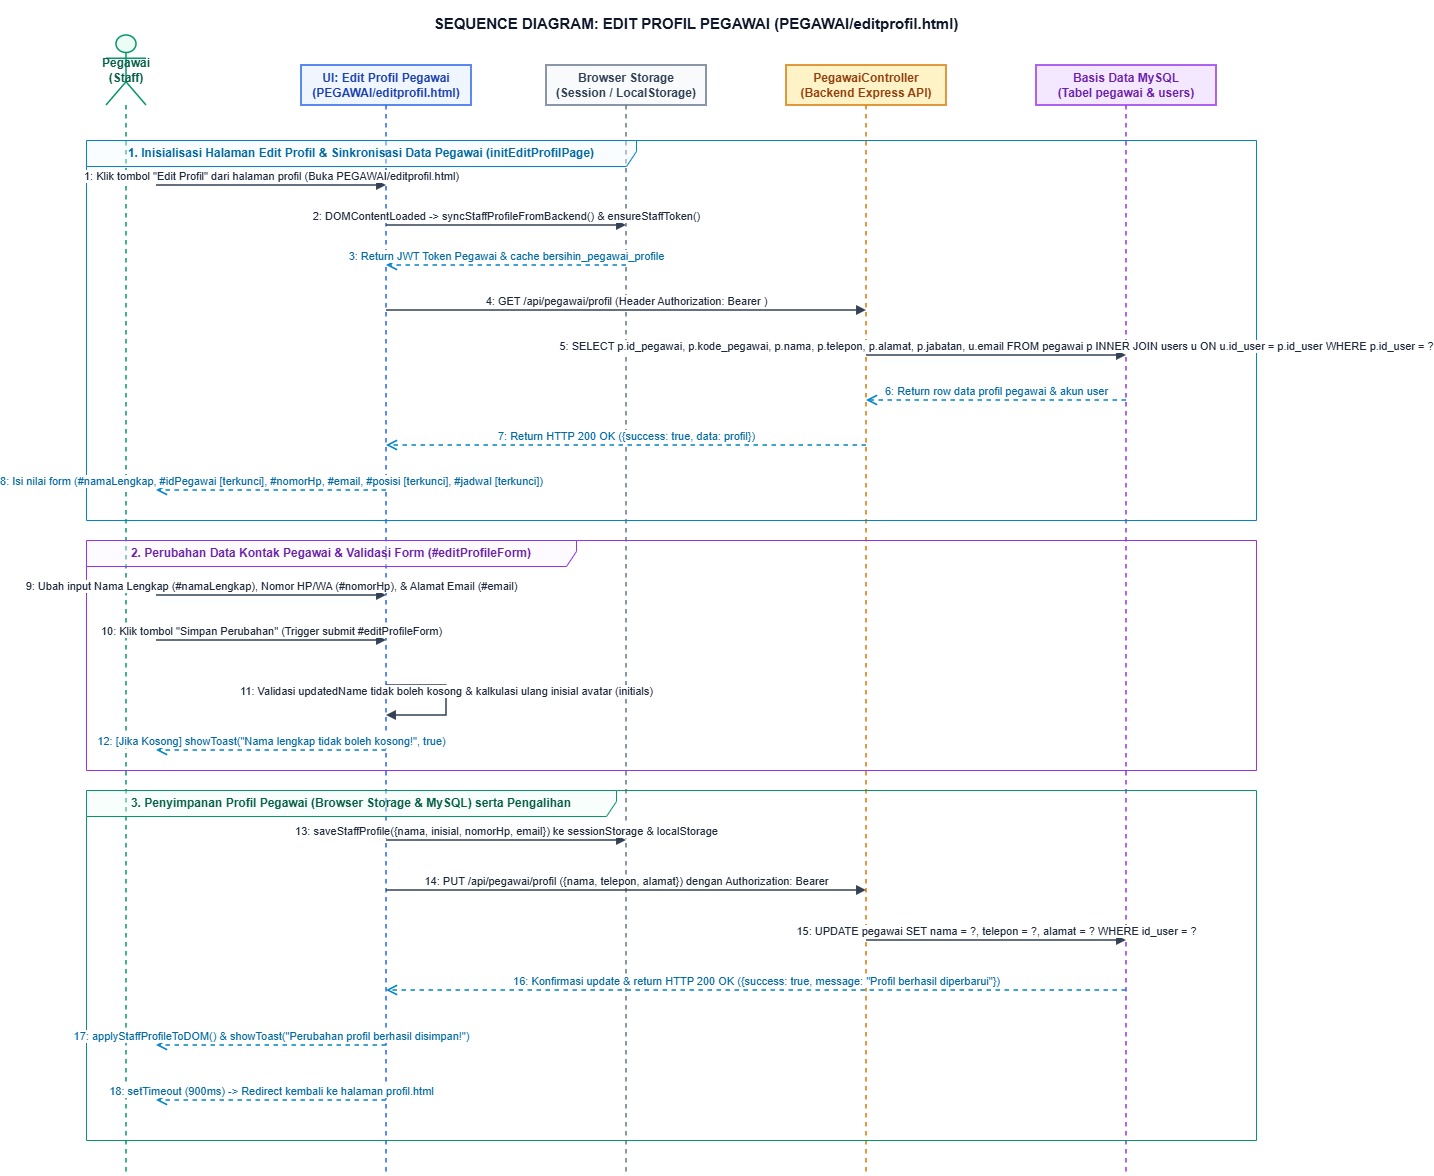 SEQUENCE DIAGRAM: EDIT PROFIL PEGAWAI (PEGAWAI/editprofil.html)
Pegawai
(Staff)
UI: Edit Profil Pegawai
(PEGAWAI/editprofil.html)
Browser Storage
(Session / LocalStorage)
PegawaiController
(Backend Express API)
Basis Data MySQL
(Tabel pegawai & users)
1. Inisialisasi Halaman Edit Profil & Sinkronisasi Data Pegawai (initEditProfilPage)
1: Klik tombol "Edit Profil" dari halaman profil (Buka PEGAWAI/editprofil.html)
2: DOMContentLoaded -> syncStaffProfileFromBackend() & ensureStaffToken()
3: Return JWT Token Pegawai & cache bersihin_pegawai_profile
4: GET /api/pegawai/profil (Header Authorization: Bearer )
5: SELECT p.id_pegawai, p.kode_pegawai, p.nama, p.telepon, p.alamat, p.jabatan, u.email FROM pegawai p INNER JOIN users u ON u.id_user = p.id_user WHERE p.id_user = ?
6: Return row data profil pegawai & akun user
7: Return HTTP 200 OK ({success: true, data: profil})
8: Isi nilai form (#namaLengkap, #idPegawai [terkunci], #nomorHp, #email, #posisi [terkunci], #jadwal [terkunci])
2. Perubahan Data Kontak Pegawai & Validasi Form (#editProfileForm)
9: Ubah input Nama Lengkap (#namaLengkap), Nomor HP/WA (#nomorHp), & Alamat Email (#email)
10: Klik tombol "Simpan Perubahan" (Trigger submit #editProfileForm)
11: Validasi updatedName tidak boleh kosong & kalkulasi ulang inisial avatar (initials)
12: [Jika Kosong] showToast("Nama lengkap tidak boleh kosong!", true)
3. Penyimpanan Profil Pegawai (Browser Storage & MySQL) serta Pengalihan
13: saveStaffProfile({nama, inisial, nomorHp, email}) ke sessionStorage & localStorage
14: PUT /api/pegawai/profil ({nama, telepon, alamat}) dengan Authorization: Bearer
15: UPDATE pegawai SET nama = ?, telepon = ?, alamat = ? WHERE id_user = ?
16: Konfirmasi update & return HTTP 200 OK ({success: true, message: "Profil berhasil diperbarui"})
17: applyStaffProfileToDOM() & showToast("Perubahan profil berhasil disimpan!")
18: setTimeout (900ms) -> Redirect kembali ke halaman profil.html